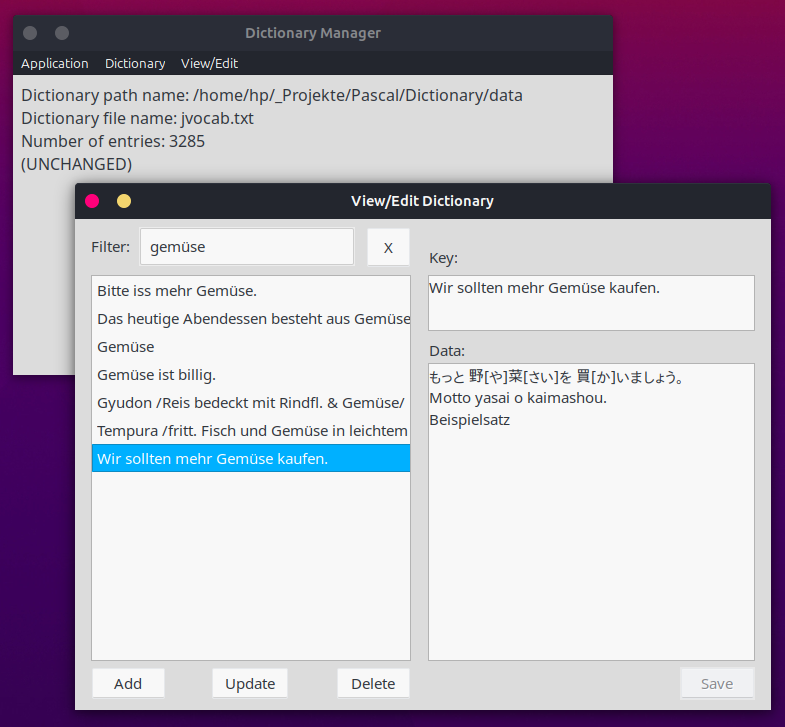 Dictionary Manager
Application Dictionary View/Edit
Dictionary path name: /home/hp/_Projekte/Pascal/Dictionary/data
Dictionary file name: jvocab.txt
Number of entries: 3285
(UNCHANGED)
View/Edit Dictionary
Filter: gemüse X
Bitte iss mehr Gemüse.
Das heutige Abendessen besteht aus Gemüse
Gemüse
Gemüse ist billig.
Gyudon /Reis bedeckt mit Rindfl. & Gemüse/
Tempura /fritt. Fisch und Gemüse in leichtem
Wir sollten mehr Gemüse kaufen.
Key:
Wir sollten mehr Gemüse kaufen.
Data:
もっと 野[や]菜[さい]を 買[か]いましょう。
Motto yasai o kaimashou.
Beispielsatz
Add Update Delete Save